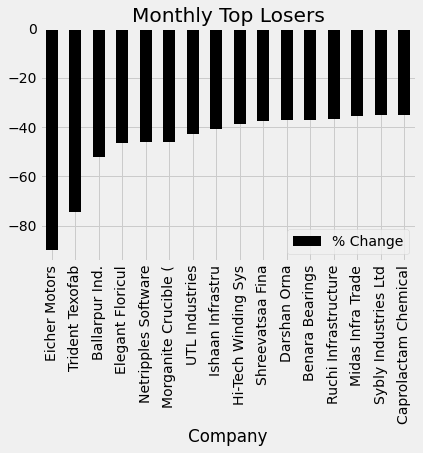 Monthly Top Losers
0
−20
−40
−60
−80
% Change
Eicher Motors
Trident Texofab
Ballarpur Ind.
Elegant Floricul
Netripples Software
Morganite Crucible (
UTL Industries
Ishaan Infrastru
Hi-Tech Winding Sys
Shreevatsaa Fina
Darshan Orna
Benara Bearings
Ruchi Infrastructure
Midas Infra Trade
Sybly Industries Ltd
Caprolactam Chemical
Company